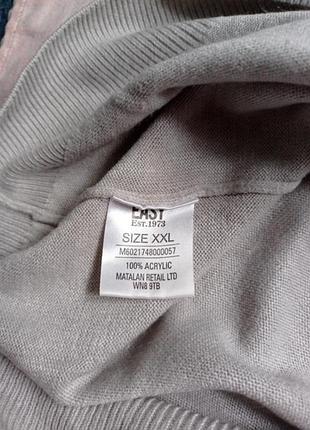 EAST
EST. 1973
SIZE XXL
M6021748000057
100% ACRYLIC
MATALAN RETAIL LTD
WN8 9TB